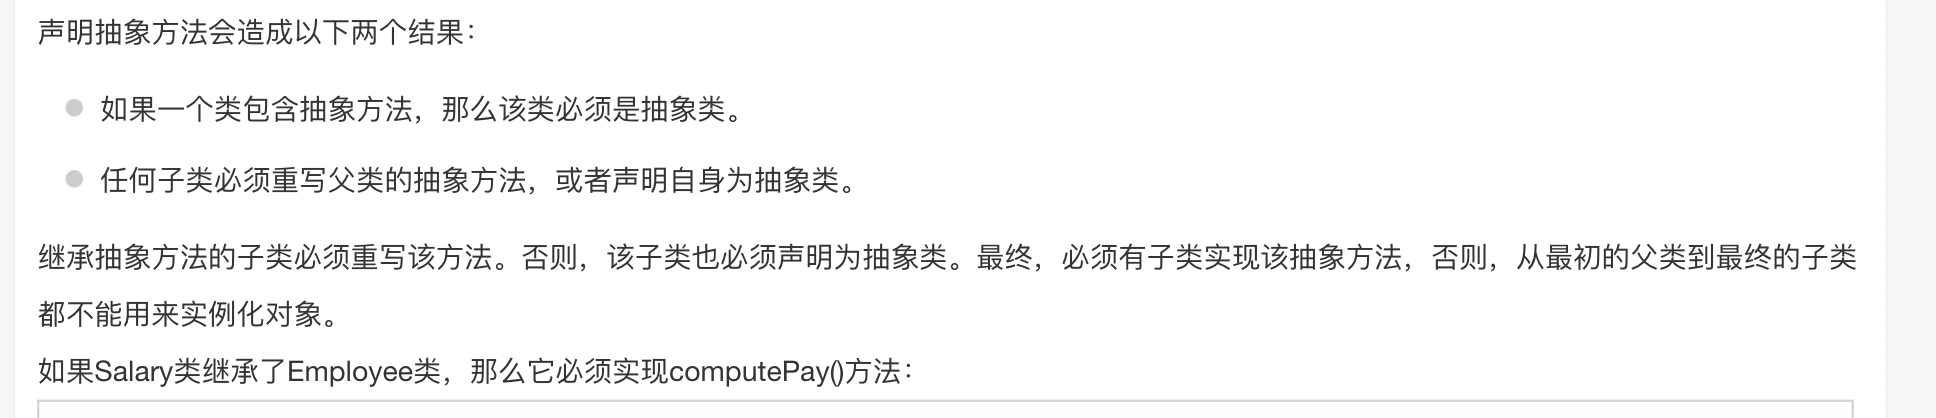 声明抽象方法会造成以下两个结果：
如果一个类包含抽象方法，那么该类必须是抽象类。
任何子类必须重写父类的抽象方法，或者声明自身为抽象类。
继承抽象方法的子类必须重写该方法。否则，该子类也必须声明为抽象类。最终，必须有子类实现该抽象方法，否则，从最初的父类到最终的子类
都不能用来实例化对象。
如果Salary类继承了Employee类，那么它必须实现computePay()方法：